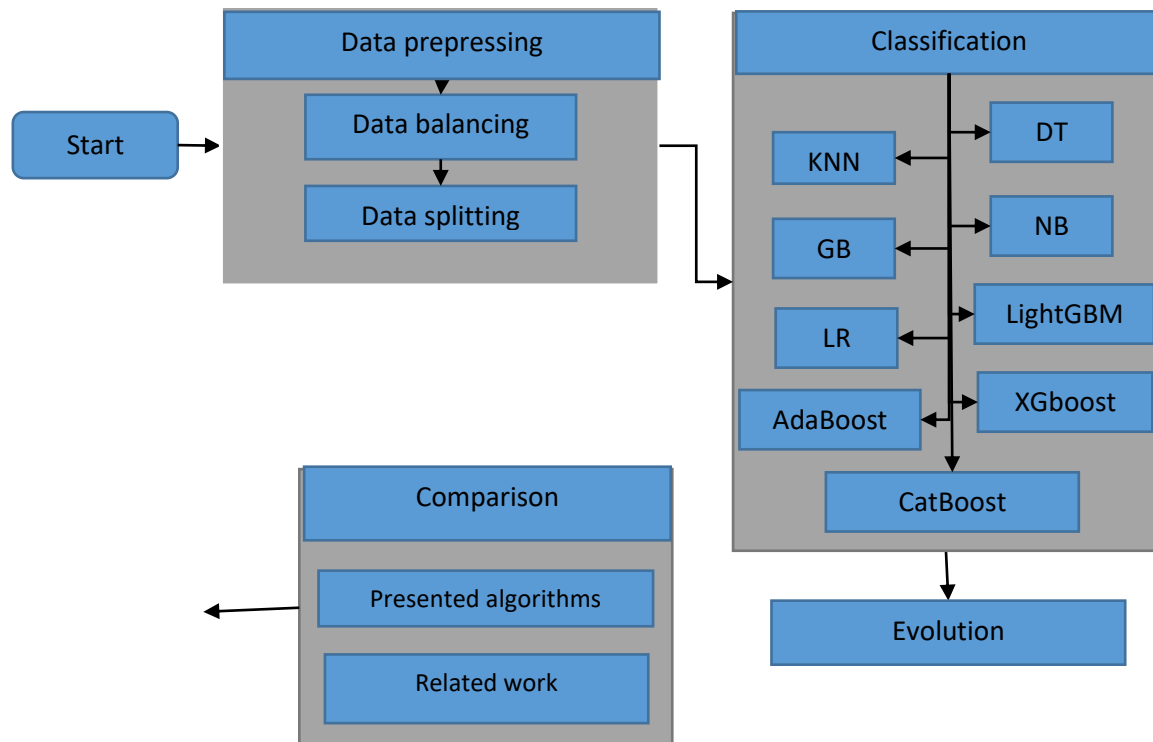 Start
Data prepressing
Data balancing
Data splitting
Classification
DT
KNN
NB
GB
LightGBM
LR
XGboost
AdaBoost
CatBoost
Evolution
Comparison
Presented algorithms
Related work